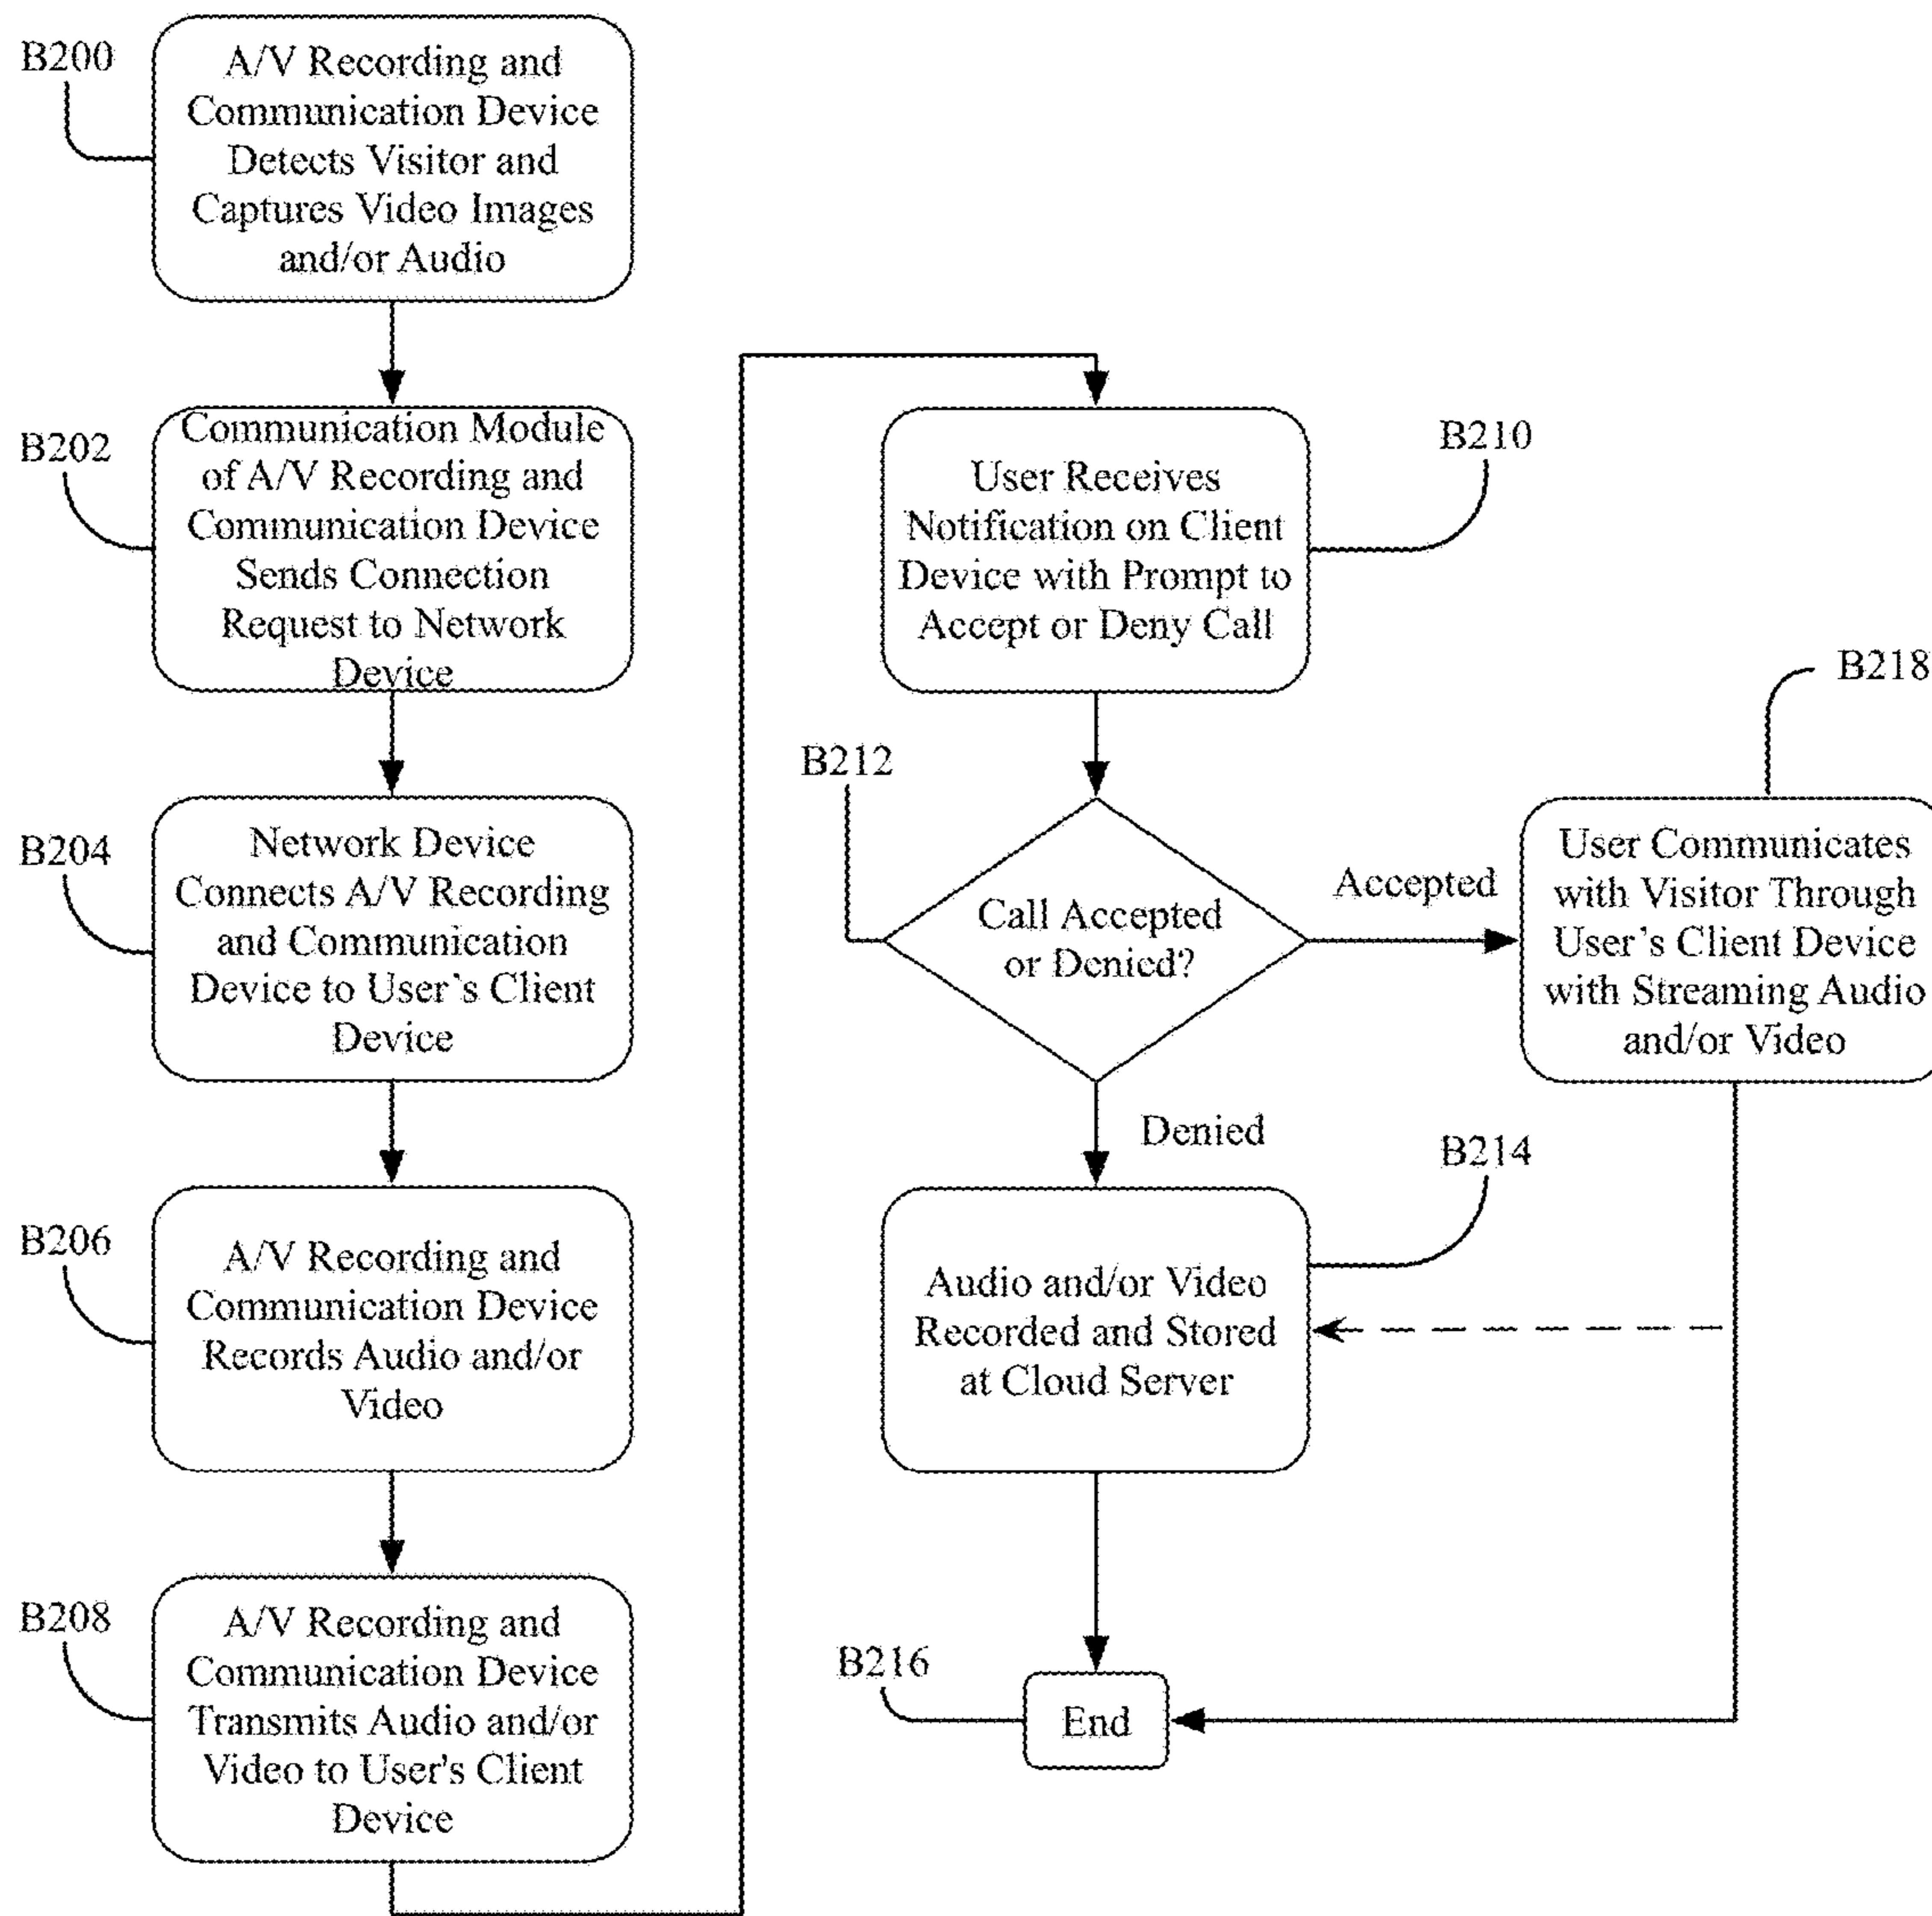 B200
A/V Recording and
Communication Device
Detects Visitor and
Captures Video Images
and/or Audio
B202
Communication Module
of A/V Recording and
Communication Device
Sends Connection
Request to Network
Device
B204
Network Device
Connects A/V Recording
and Communication
Device to User’s Client
Device
B206
A/V Recording and
Communication Device
Records Audio and/or
Video
B208
A/V Recording and
Communication Device
Transmits Audio and/or
Video to User's Client
Device
B210
User Receives
Notification on Client
Device with Prompt to
Accept or Deny Call
B212
Call Accepted
or Denied?
Accepted
Denied
B218
User Communicates
with Visitor Through
User’s Client Device
with Streaming Audio
and/or Video
B214
Audio and/or Video
Recorded and Stored
at Cloud Server
B216
End